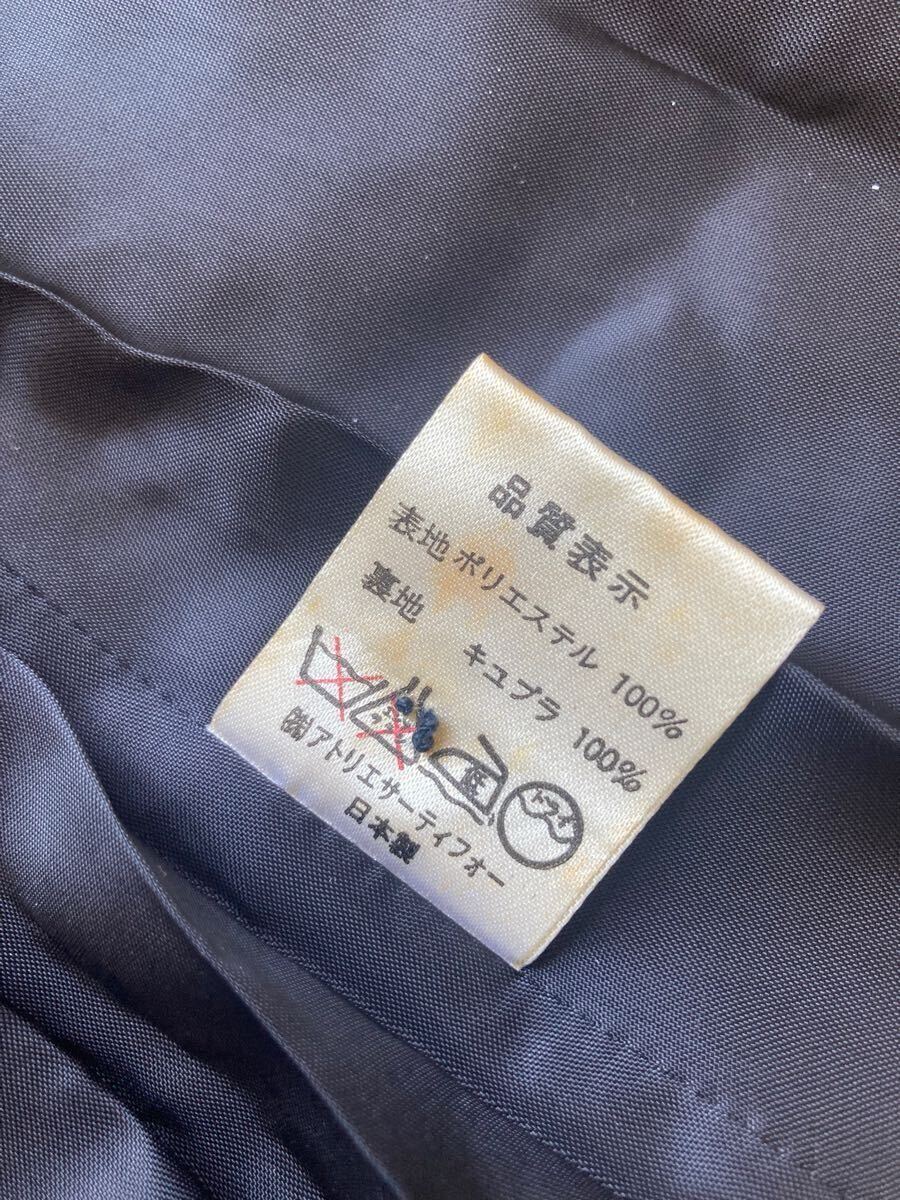 品質表示
表地 ポリエステル 100%
裏地 キュプラ 100%
低
ドライ
㈱アトリエサーティフォー
日本製